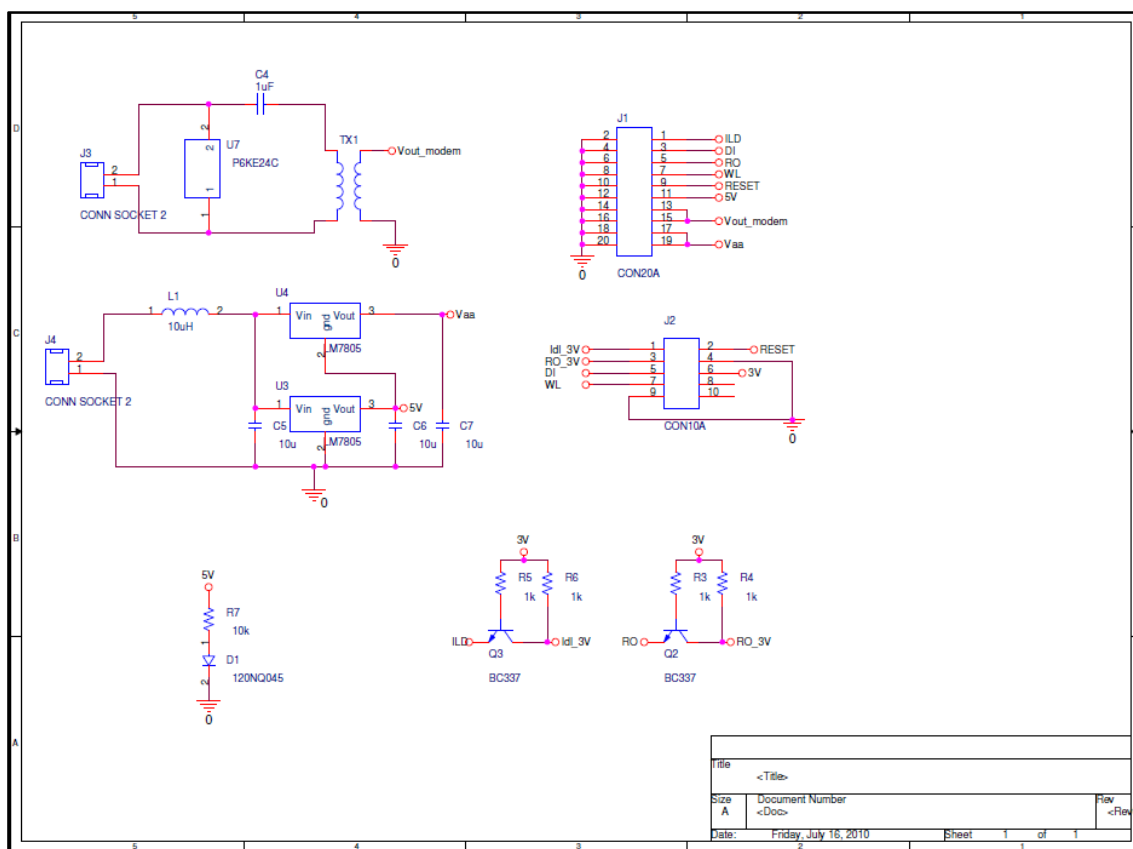 5 4 3 2 1
D
C
B
A
C4
1uF
U7
P6KE24C
2
2
1
1
J3
2
1
CONN SOCKET 2
TX1
Vout_modem
0
J1
2 1 ILD
4 3 DI
6 5 RO
8 7 WL
10 9 RESET
12 11 5V
14 13
16 15 Vout_modem
18 17
20 19 Vaa
0
CON20A
L1
1 2
10uH
U4
1 Vin Vout 3 Vaa
gnd
2
LM7805
J4
2
1
CONN SOCKET 2
U3
1 Vin Vout 3 5V
gnd
2
LM7805
C5
10u
C6
10u
C7
10u
0
J2
Idl_3V 1 2 RESET
RO_3V 3 4
DI 5 6 3V
WL 7 8
9 10
CON10A
0
5V
R7
10k
1
D1
2
120NQ045
0
3V
R5
1k
R6
1k
ILD
Idl_3V
Q3
BC337
3V
R3
1k
R4
1k
RO
RO_3V
Q2
BC337
Title
<Title>
Size Document Number Rev
A <Doc> <Rev
Date: Friday, July 16, 2010 Sheet 1 of 1
5 4 3 2 1